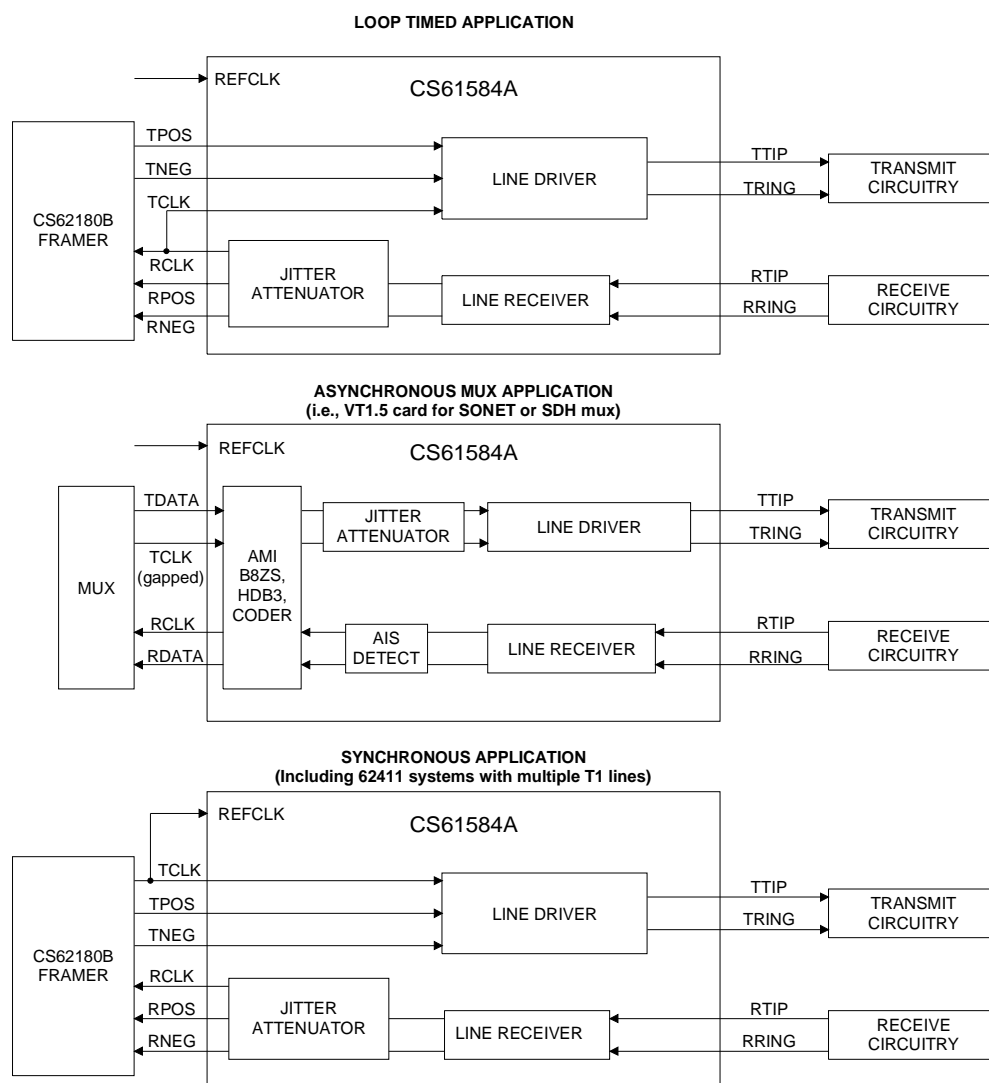 LOOP TIMED APPLICATION
REFCLK
CS61584A
TPOS
TNEG
TCLK
CS62180B
FRAMER
LINE DRIVER
TTIP
TRING
TRANSMIT
CIRCUITRY
RCLK
RPOS
RNEG
JITTER
ATTENUATOR
LINE RECEIVER
RTIP
RRING
RECEIVE
CIRCUITRY
ASYNCHRONOUS MUX APPLICATION
(i.e., VT1.5 card for SONET or SDH mux)
REFCLK
CS61584A
MUX
TDATA
TCLK
(gapped)
RCLK
RDATA
AMI
B8ZS,
HDB3,
CODER
JITTER
ATTENUATOR
LINE DRIVER
TTIP
TRING
TRANSMIT
CIRCUITRY
AIS
DETECT
LINE RECEIVER
RTIP
RRING
RECEIVE
CIRCUITRY
SYNCHRONOUS APPLICATION
(Including 62411 systems with multiple T1 lines)
REFCLK
CS61584A
TCLK
TPOS
TNEG
CS62180B
FRAMER
LINE DRIVER
TTIP
TRING
TRANSMIT
CIRCUITRY
RCLK
RPOS
RNEG
JITTER
ATTENUATOR
LINE RECEIVER
RTIP
RRING
RECEIVE
CIRCUITRY